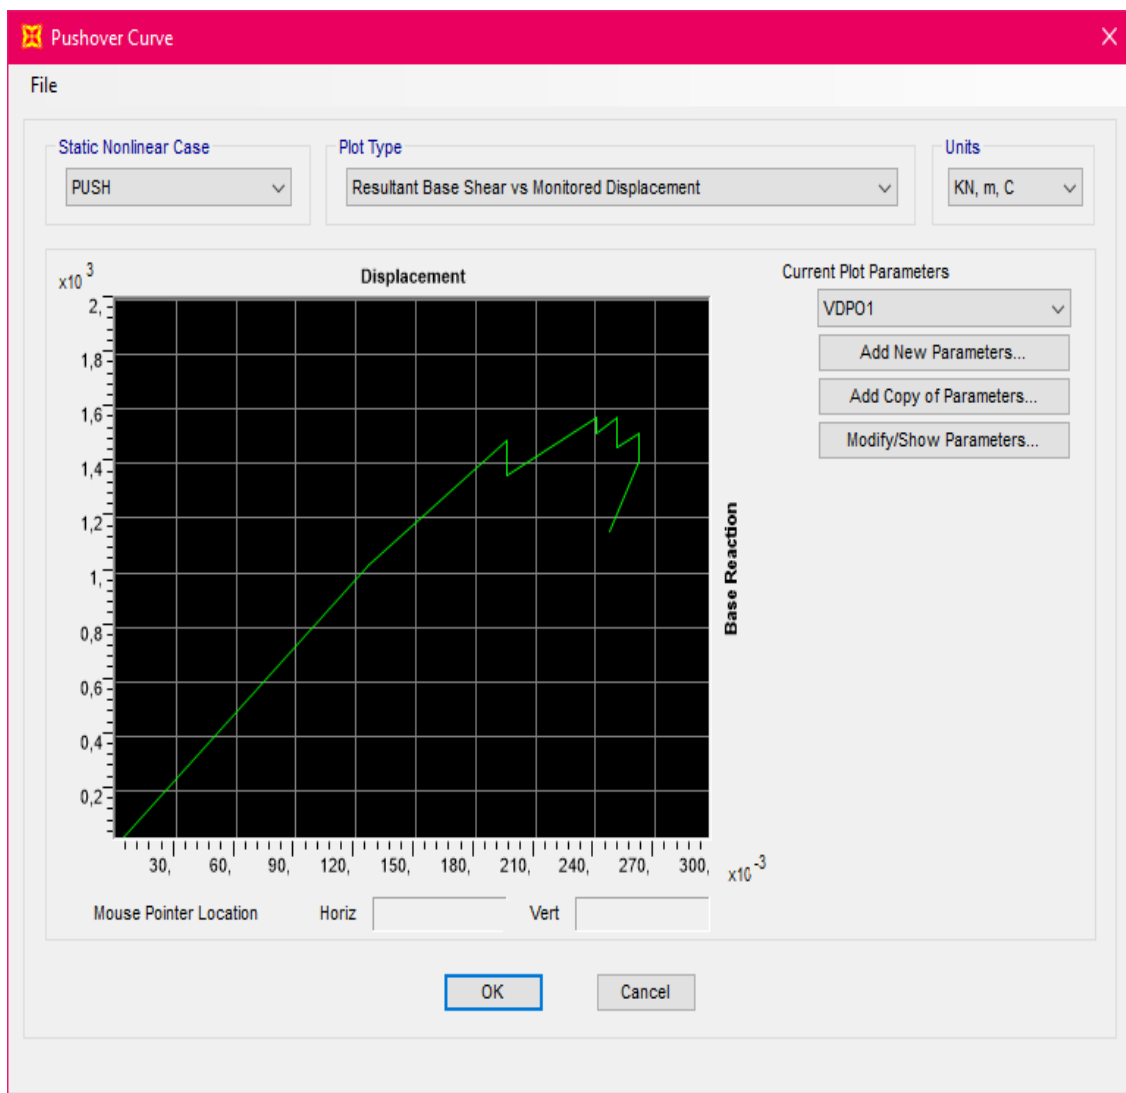 Pushover Curve
File
Static Nonlinear Case
Plot Type
Units
PUSH
Resultant Base Shear vs Monitored Displacement
KN, m, C
x10 3
Displacement
Current Plot Parameters
2,
VDPO1
1,8
Add New Parameters...
1,6
Add Copy of Parameters...
Modify/Show Parameters...
1,4
1,2
1,
Base Reaction
0,8
0,6
0,4
0,2
30, 60, 90, 120, 150, 180, 210, 240, 270, 300,
x10 -3
Mouse Pointer Location Horiz Vert
OK Cancel